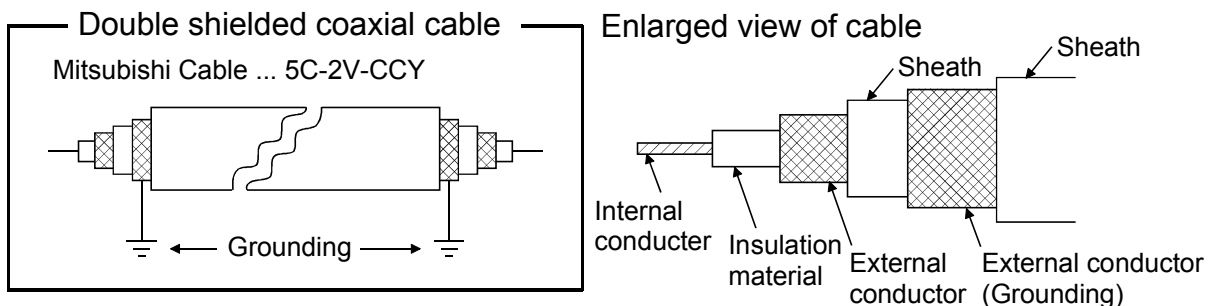 Double shielded coaxial cable
Mitsubishi Cable ... 5C-2V-CCY
Grounding
Enlarged view of cable
Sheath
Sheath
Internal
conducter
Insulation
material
External
conductor
External conductor
(Grounding)